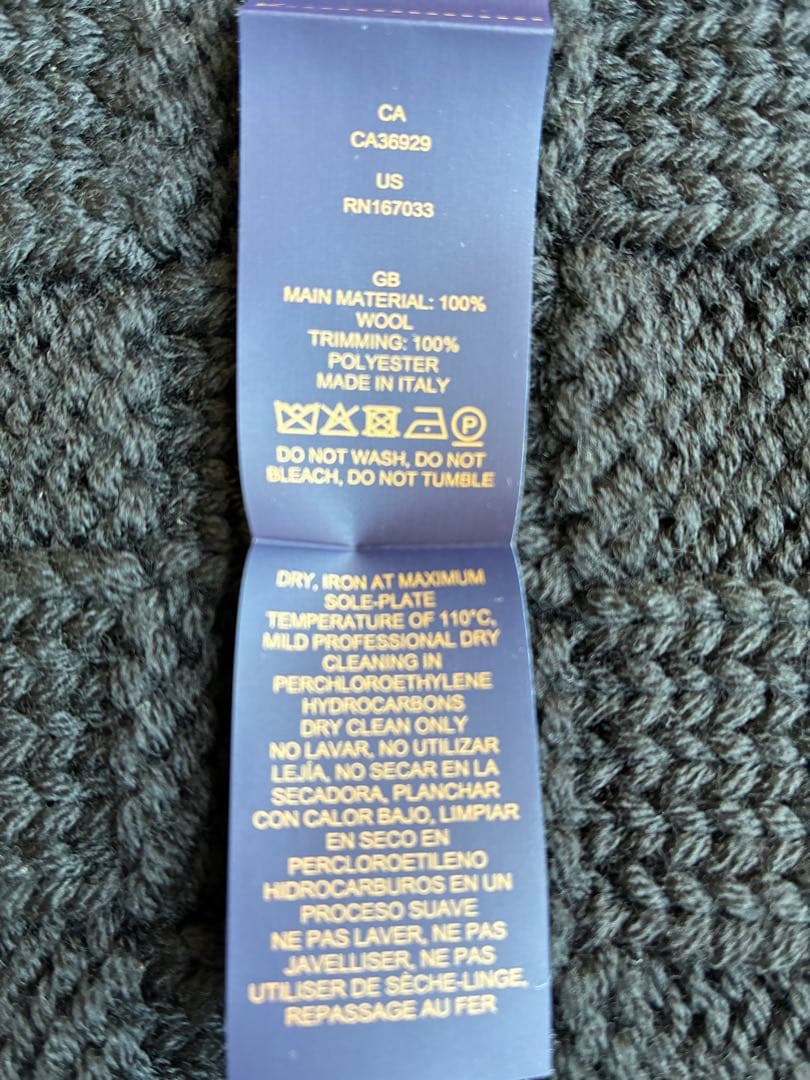 CA
CA36929
US
RN167033
GB
MAIN MATERIAL: 100%
WOOL
TRIMMING: 100%
POLYESTER
MADE IN ITALY
P
DO NOT WASH, DO NOT
BLEACH, DO NOT TUMBLE
DRY, IRON AT MAXIMUM
SOLE-PLATE
TEMPERATURE OF 110°C,
MILD PROFESSIONAL DRY
CLEANING IN
PERCHLOROETHYLENE
HYDROCARBONS
DRY CLEAN ONLY
NO LAVAR, NO UTILIZAR
LEJÍA, NO SECAR EN LA
SECADORA, PLANCHAR
CON CALOR BAJO, LIMPIAR
EN SECO EN
PERCLOROETILENO
HIDROCARBUROS EN UN
PROCESO SUAVE
NE PAS LAVER, NE PAS
JAVELLISER, NE PAS
UTILISER DE SÈCHE-LINGE,
REPASSAGE AU FER